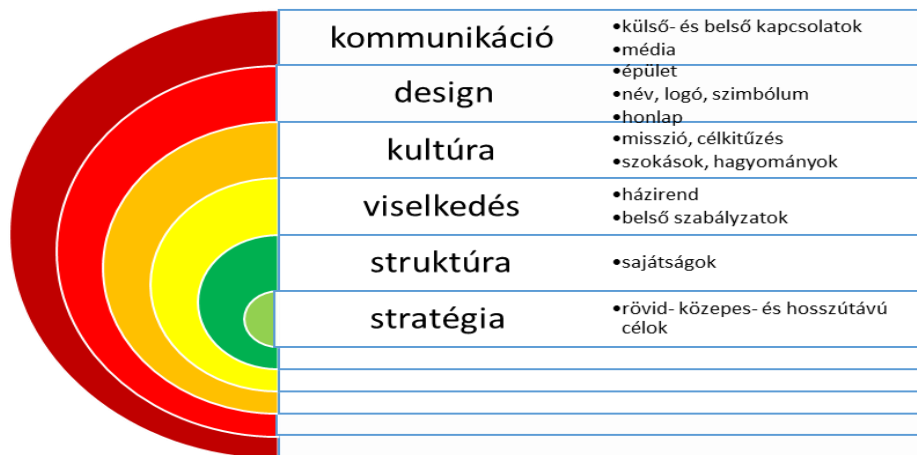 kommunikáció
•külső- és belső kapcsolatok
•média
design
•épület
•név, logó, szimbólum
•honlap
kultúra
•misszió, célkitűzés
•szokások, hagyományok
viselkedés
•házirend
•belső szabályzatok
struktúra
•sajátságok
stratégia
•rövid- közepes- és hosszútávú
célok